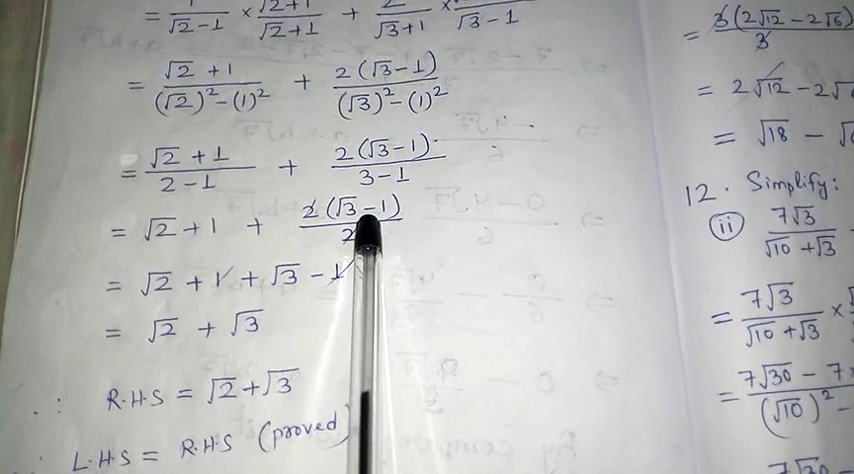 = 1/(√2-1) × (√2+1)/(√2+1) + 2/(√3+1) × /(√3-1)
= (√2+1)/((√2)²-(1)²) + 2(√3-1)/((√3)²-(1)²)
= (√2+1)/(2-1) + 2(√3-1)/(3-1)
= √2+1 + 2(√3-1)/2
= √2 + 1 + √3 - 1
= √2 + √3
∴ R.H.S = √2+√3
L.H.S = R.H.S (proved)
= 3(2√12-2√6)/3
= 2√12-2√
= √18 - √
12. Simplify:
(ii) 7√3/(√10+√3) -
= 7√3/(√10+√3) × √
= 7√30 - 7/(√10)² -
7√30 -